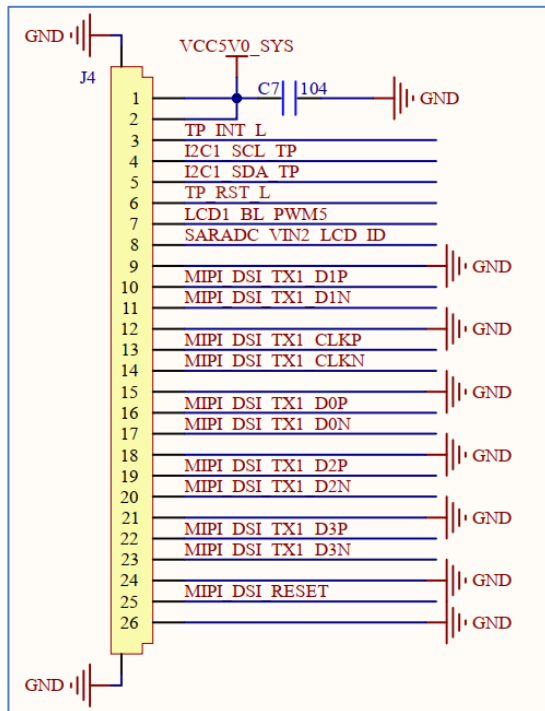 GND
VCC5V0_SYS
J4
C7 104
GND
1
2
TP_INT_L
3
I2C1_SCL_TP
4
I2C1_SDA_TP
5
TP_RST_L
6
LCD1_BL_PWM5
7
SARADC_VIN2_LCD_ID
8
9 GND
MIPI_DSI_TX1_D1P
10
MIPI_DSI_TX1_D1N
11
12 GND
MIPI_DSI_TX1_CLKP
13
MIPI_DSI_TX1_CLKN
14
15 GND
MIPI_DSI_TX1_D0P
16
MIPI_DSI_TX1_D0N
17
18 GND
MIPI_DSI_TX1_D2P
19
MIPI_DSI_TX1_D2N
20
21 GND
MIPI_DSI_TX1_D3P
22
MIPI_DSI_TX1_D3N
23
24 GND
MIPI_DSI_RESET
25
26 GND
GND